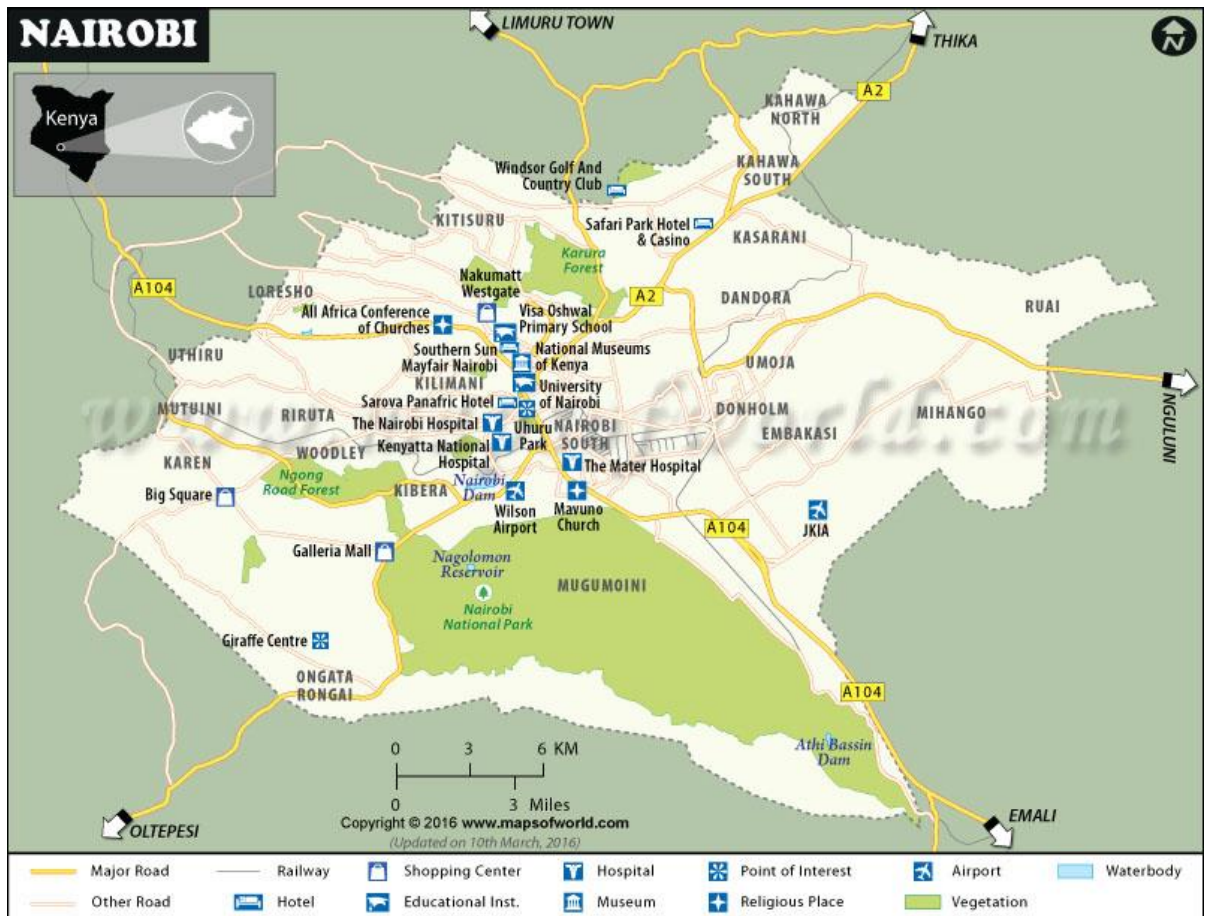 NAIROBI
LIMURU TOWN
THIKA
N
Kenya
A2
KAHAWA
NORTH
KAHAWA
SOUTH
Windsor Golf And
Country Club
KITISURU
Safari Park Hotel
& Casino
KASARANI
Karura
Forest
A104
LORESHO
Nakumatt
Westgate
A2
DANDORA
RUAI
All Africa Conference
of Churches
Visa Oshwal
Primary School
Southern Sun
Mayfair Nairobi
National Museums
of Kenya
UTHIRU
UMOJA
KILIMANI
University
of Nairobi
Sarova Panafric Hotel
MUTUINI
RIRUTA
DONHOLM
MIHANGO
NGULUNI
The Nairobi Hospital
Uhuru
Park
NAIROBI
SOUTH
EMBAKASI
WOODLEY
Kenyatta National
Hospital
KAREN
The Mater Hospital
Ngong
Road Forest
Big Square
KIBERA
Nairobi
Dam
Wilson
Airport
Mavuno
Church
A104
JKIA
Galleria Mall
Nagolomon
Reservoir
MUGUMOINI
Nairobi
National Park
Giraffe Centre
ONGATA
RONGAI
A104
Athi Bassin
Dam
0 3 6 KM
0 3 Miles
Copyright © 2016 www.mapsofworld.com
(Updated on 10th March, 2016)
OLTEPESI
EMALI
Major Road
Railway
Shopping Center
Hospital
Point of Interest
Airport
Waterbody
Other Road
Hotel
Educational Inst.
Museum
Religious Place
Vegetation